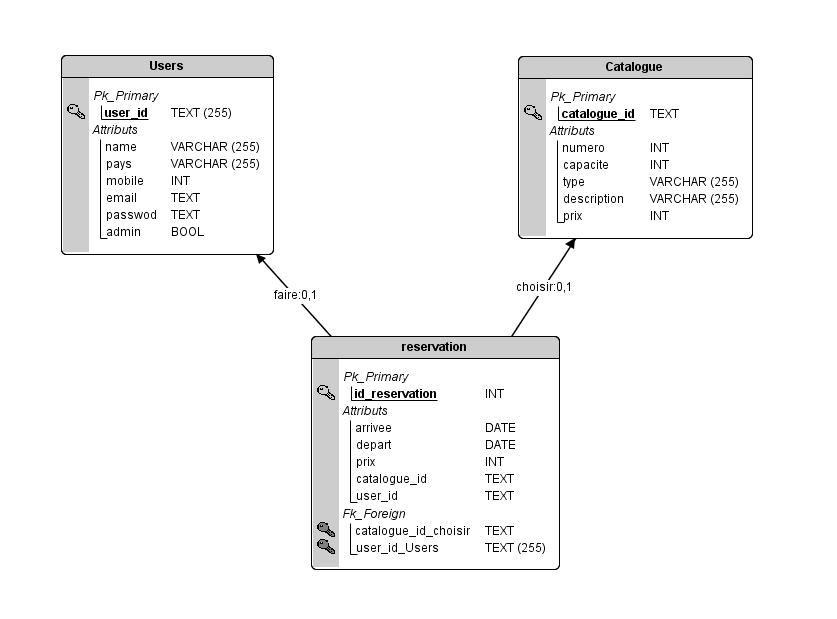 Users
Pk_Primary
user_id TEXT (255)
Attributs
name VARCHAR (255)
pays VARCHAR (255)
mobile INT
email TEXT
passwod TEXT
admin BOOL
Catalogue
Pk_Primary
catalogue_id TEXT
Attributs
numero INT
capacite INT
type VARCHAR (255)
description VARCHAR (255)
prix INT
faire:0,1
choisir:0,1
reservation
Pk_Primary
id_reservation INT
Attributs
arrivee DATE
depart DATE
prix INT
catalogue_id TEXT
user_id TEXT
Fk_Foreign
catalogue_id_choisir TEXT
user_id_Users TEXT (255)